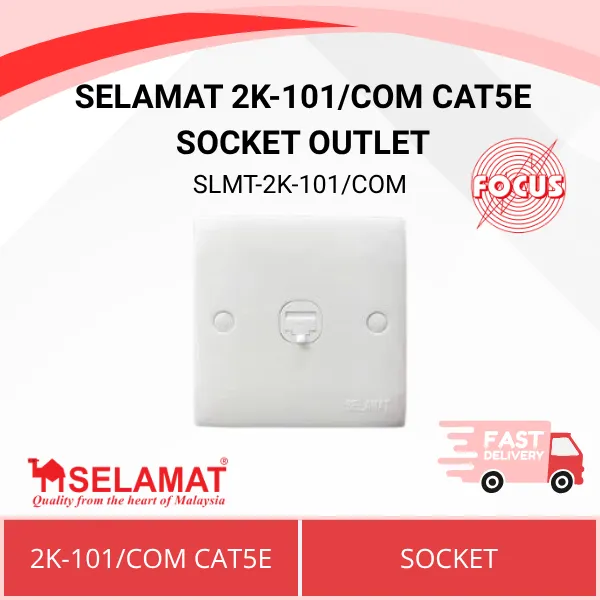 SELAMAT 2K-101/COM CAT5E
SOCKET OUTLET
SLMT-2K-101/COM
FOCUS
SELAMAT
FAST
DELIVERY
SELAMAT®
Quality from the heart of Malaysia
2K-101/COM CAT5E
SOCKET